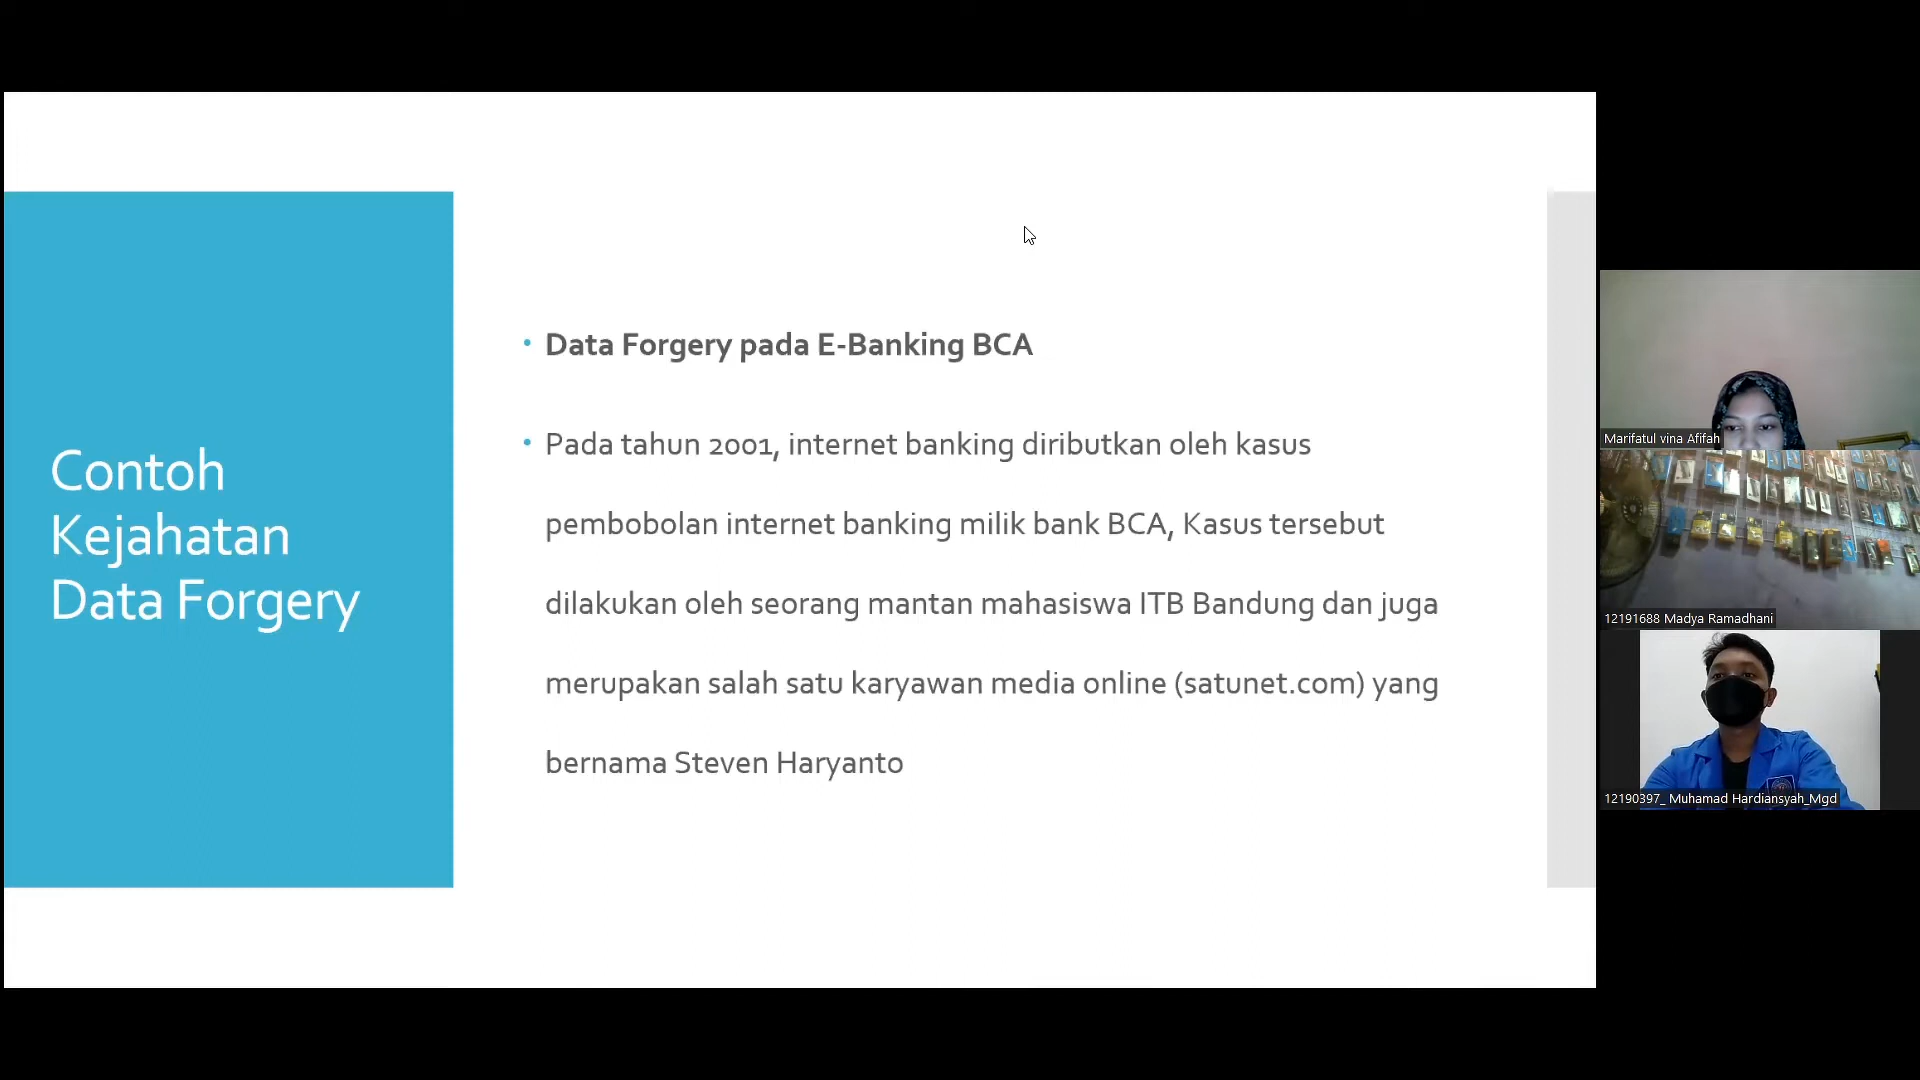 Contoh
Kejahatan
Data Forgery
• Data Forgery pada E-Banking BCA
• Pada tahun 2001, internet banking diributkan oleh kasus
pembobolan internet banking milik bank BCA, Kasus tersebut
dilakukan oleh seorang mantan mahasiswa ITB Bandung dan juga
merupakan salah satu karyawan media online (satunet.com) yang
bernama Steven Haryanto
Marifatul vina Afifah
12191688 Madya Ramadhani
12190397_ Muhamad Hardiansyah_Mgd